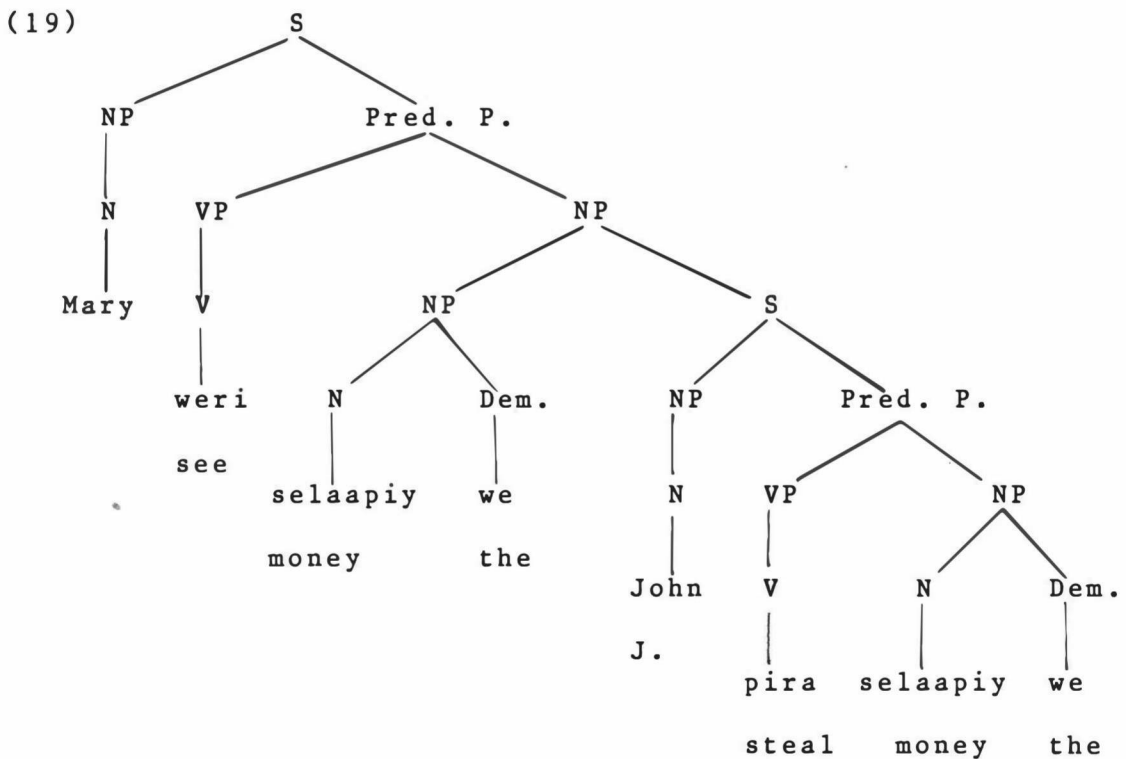 (19) S
NP Pred. P.
N VP NP
Mary V NP S
weri N Dem. NP Pred. P.
see
selaapiy we N VP NP
money the
John V N Dem.
J.
pira selaapiy we
steal money the